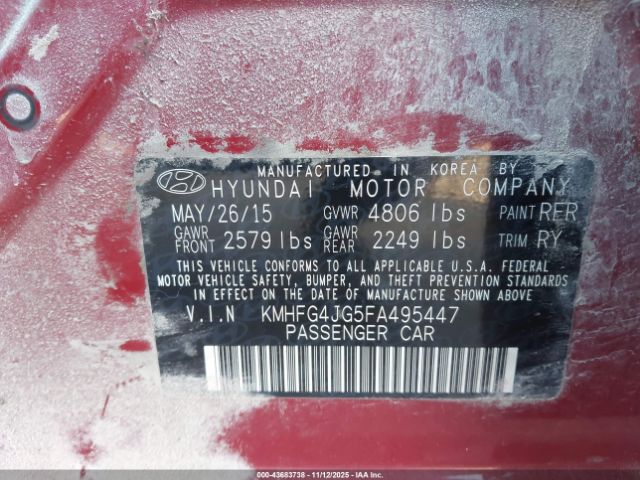 MANUFACTURED IN KOREA BY
HYUNDAI MOTOR COMPANY
MAY/26/15 GVWR 4806 lbs PAINT RER
GAWR FRONT 2579 lbs GAWR REAR 2249 lbs TRIM RY
THIS VEHICLE CONFORMS TO ALL APPLICABLE U.S.A. FEDERAL
MOTOR VEHICLE SAFETY, BUMPER, AND THEFT PREVENTION
STANDARDS IN EFFECT ON THE DATE OF MANUFACTURE SHOWN ABOVE
V.I.N KMHFG4JG5FA495447
PASSENGER CAR
000-43683738 - 11/12/2025 - IAA Inc.